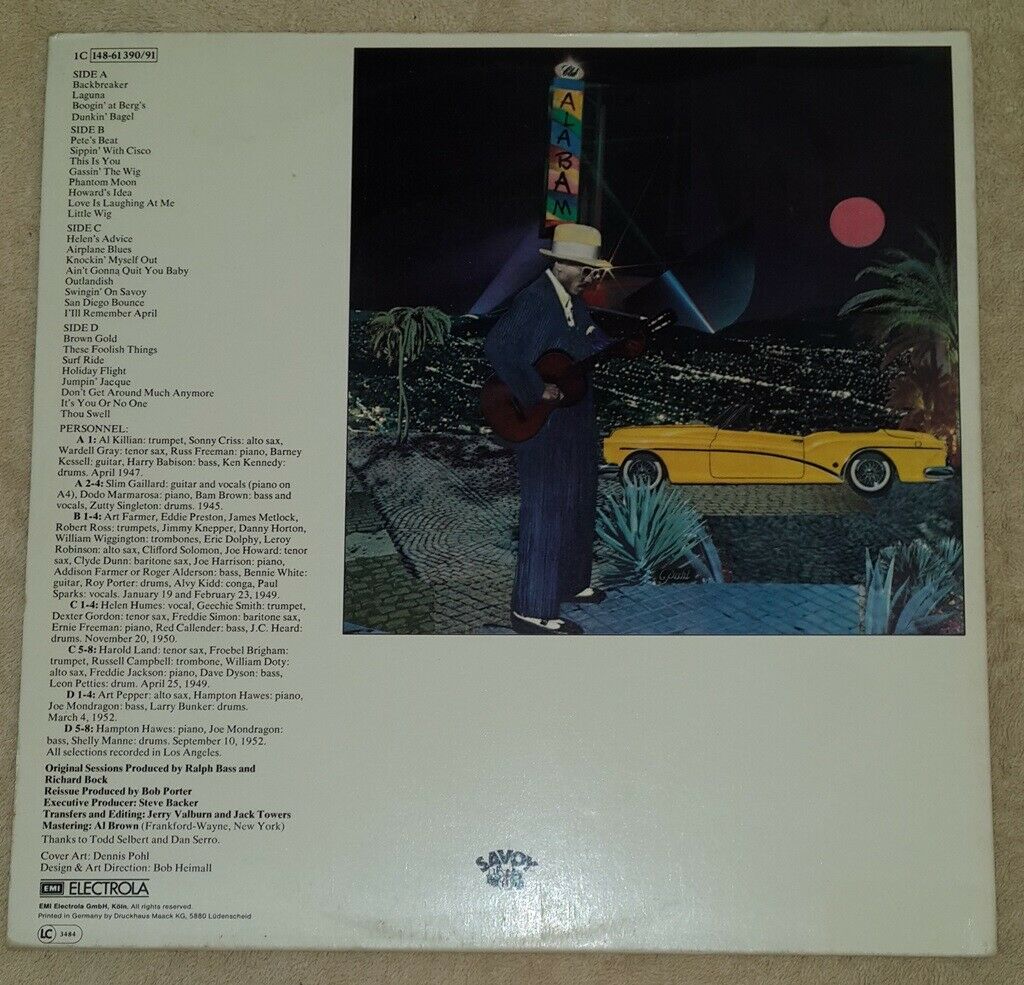 1C 148-61 390/91
SIDE A
Backbreaker
Laguna
Boogin' at Berg's
Dunkin' Bagel
SIDE B
Pete's Beat
Sippin' With Cisco
This Is You
Gassin' The Wig
Phantom Moon
Howard's Idea
Love Is Laughing At Me
Little Wig
SIDE C
Helen's Advice
Airplane Blues
Knockin' Myself Out
Ain't Gonna Quit You Baby
Outlandish
Swingin' On Savoy
San Diego Bounce
I'Ill Remember April
SIDE D
Brown Gold
These Foolish Things
Surf Ride
Holiday Flight
Jumpin' Jacque
Don't Get Around Much Anymore
It's You Or No One
Thou Swell
PERSONNEL:
A 1: Al Killian: trumpet, Sonny Criss: alto sax,
Wardell Gray: tenor sax, Russ Freeman: piano, Barney
Kessell: guitar, Harry Babison: bass, Ken Kennedy:
drums. April 1947.
A 2-4: Slim Gaillard: guitar and vocals (piano on
A4), Dodo Marmarosa: piano, Bam Brown: bass and
vocals, Zutty Singleton: drums. 1945.
B 1-4: Art Farmer, Eddie Preston, James Metlock,
Robert Ross: trumpets, Jimmy Knepper, Danny Horton,
William Wiggington: trombones, Eric Dolphy, Leroy
Robinson: alto sax, Clifford Solomon, Joe Howard: tenor
sax, Clyde Dunn: baritone sax, Joe Harrison: piano,
Addison Farmer or Roger Alderson: bass, Bennie White:
guitar, Roy Porter: drums, Alvy Kidd: conga, Paul
Sparks: vocals. January 19 and February 23, 1949.
C 1-4: Helen Humes: vocal, Geechie Smith: trumpet,
Dexter Gordon: tenor sax, Freddie Simon: baritone sax,
Ernie Freeman: piano, Red Callender: bass, J.C. Heard:
drums. November 20, 1950.
C 5-8: Harold Land: tenor sax, Froebel Brigham:
trumpet, Russell Campbell: trombone, William Doty:
alto sax, Freddie Jackson: piano, Dave Dyson: bass,
Leon Petties: drum. April 25, 1949.
D 1-4: Art Pepper: alto sax, Hampton Hawes: piano,
Joe Mondragon: bass, Larry Bunker: drums.
March 4, 1952.
D 5-8: Hampton Hawes: piano, Joe Mondragon:
bass, Shelly Manne: drums. September 10, 1952.
All selections recorded in Los Angeles.
Original Sessions Produced by Ralph Bass and
Richard Bock
Reissue Produced by Bob Porter
Executive Producer: Steve Backer
Transfers and Editing: Jerry Valburn and Jack Towers
Mastering: Al Brown (Frankford-Wayne, New York)
Thanks to Todd Selbert and Dan Serro.
Cover Art: Dennis Pohl
Design & Art Direction: Bob Heimall
EMI ELECTROLA
EMI Electrola GmbH, Köln. All rights reserved.
Printed in Germany by Druckhaus Maack KG, 5880 Lüdenscheid
LC 3484
Club
ALABAM
SAVOY